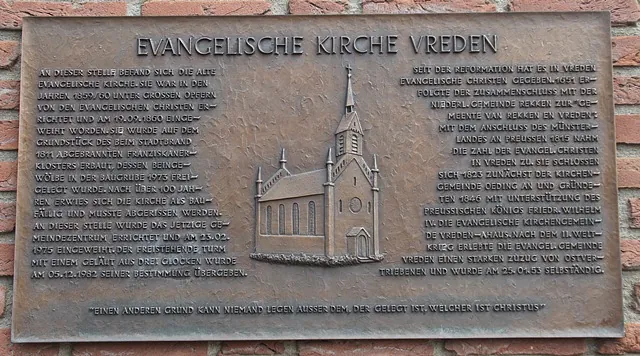 EVANGELISCHE KIRCHE VREDEN
AN DIESER STELLE BEFAND SICH DIE ALTE
EVANGELISCHE KIRCHE. SIE WAR IN DEN
JAHREN 1859/60 UNTER GROSSEN OPFERN
VON DEN EVANGELISCHEN CHRISTEN ER-
RICHTET UND AM 19.09.1860 EINGE-
WEIHT WORDEN. SIE WURDE AUF DEM
GRUNDSTÜCK DES BEIM STADTBRAND
1811 ABGEBRANNTEN FRANZISKANER-
KLOSTERS ERBAUT, DESSEN BEINGE-
WÖLBE IN DER BAUGRUBE 1973 FREI-
GELEGT WURDE. NACH ÜBER 100 JAH-
REN ERWIES SICH DIE KIRCHE ALS BAU-
FÄLLIG UND MUSSTE ABGERISSEN WERDEN.
AN DIESER STELLE WURDE DAS JETZIGE GE-
MEINDEZENTRUM ERRICHTET UND AM
1975 EINGEWEIHT. DER FREISTEHENDE TURM
MIT EINEM GELÄUT AUS DREI GLOCKEN WURDE
AM 05.12.1982 SEINER BESTIMMUNG ÜBERGEBEN.
SEIT DER REFORMATION HAT ES IN VREDEN
EVANGELISCHE CHRISTEN GEGEBEN. 1651 ER-
FOLGTE DER ZUSAMMENSCHLUSS MIT DER
NIEDERL. GEMEINDE REKKEN ZUR "GE-
MEENTE VAN REKKEN EN VREDEN".
MIT DEM ANSCHLUSS DES MÜNSTER-
LANDES AN PREUSSEN 1815 NAHM
DIE ZAHL DER EVANGEL. CHRISTEN
IN VREDEN ZU. SIE SCHLOSSEN
SICH 1823 ZUNÄCHST DER KIRCHEN-
GEMEINDE OEDING AN UND GRÜNDE-
TEN 1846 MIT UNTERSTÜTZUNG DES
PREUSSISCHEN KÖNIGS FRIEDR. WILHELM
IV. DIE EVANGEL. KIRCHENGEMEIN-
DE VREDEN-AHAUS. NACH DEM II. WELT-
KRIEG ERLEBTE DIE EVANGEL. GEMEINDE
VREDEN EINEN STARKEN ZUZUG VON OSTVER-
TRIEBENEN UND WURDE AM 25.01.53 SELBSTÄNDIG.
"EINEN ANDEREN GRUND KANN NIEMAND LEGEN AUSSER DEM, DER GELEGT IST, WELCHER IST CHRISTUS"